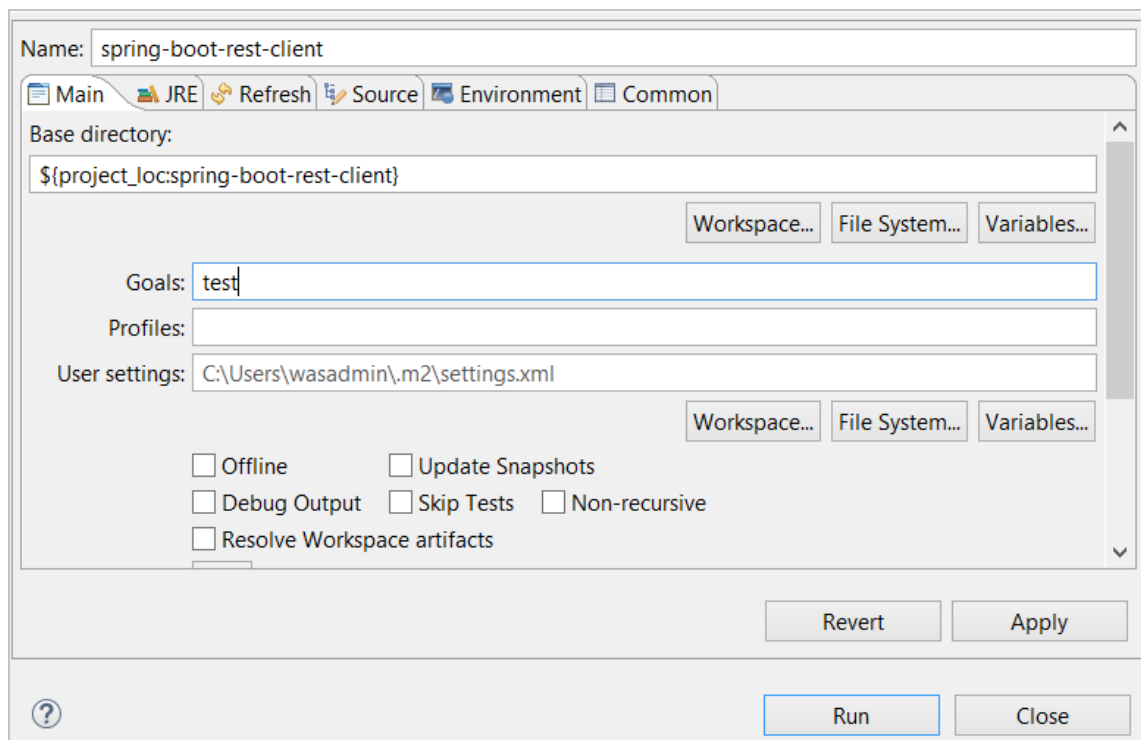 Name: spring-boot-rest-client
Main JRE Refresh Source Environment Common
Base directory:
${project_loc:spring-boot-rest-client}
Workspace... File System... Variables...
Goals: test
Profiles:
User settings: C:\Users\wasadmin\.m2\settings.xml
Workspace... File System... Variables...
Offline Update Snapshots
Debug Output Skip Tests Non-recursive
Resolve Workspace artifacts
Revert Apply
? Run Close